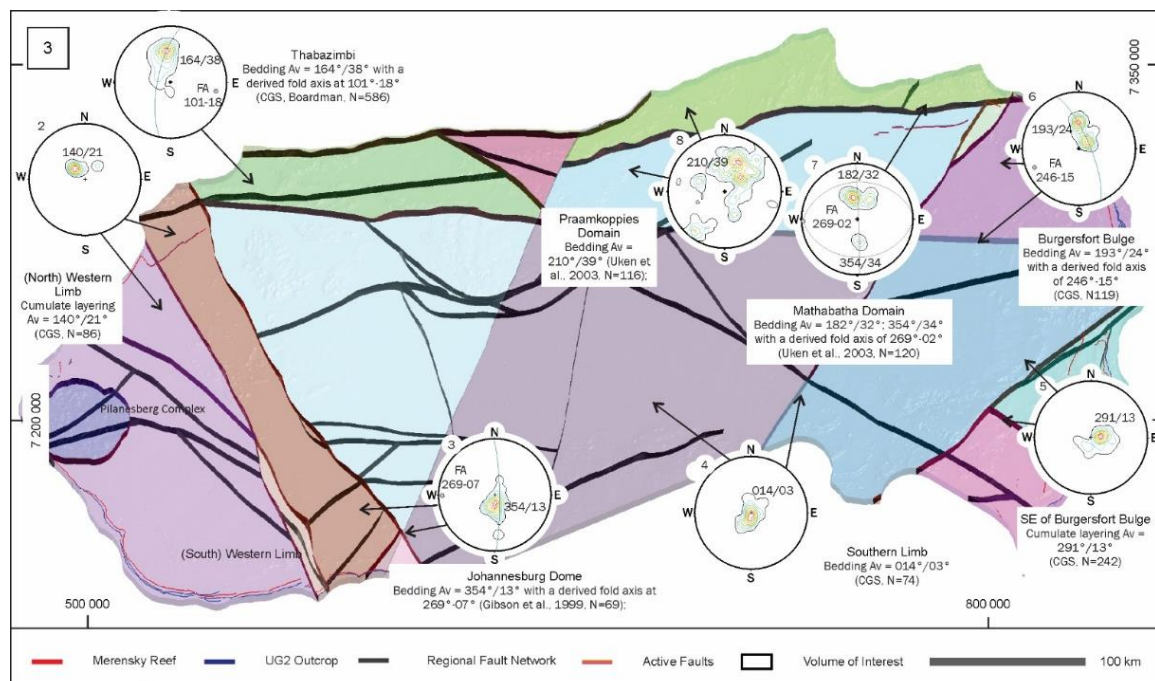 3
164/38
FA
101-18
W
E
S
Thabazimbi
Bedding Av = 164°/38° with a
derived fold axis at 101°-18°
(CGS, Boardman, N=586)
7 350 000
2
N
140/21
W
E
S
8
N
210/39
W
S
7
N
182/32
FA
269-02
W
E
354/34
S
6
N
193/24
W
E
FA
246-15
S
(North) Western
Limb
Cumulate layering
Av = 140°/21°
(CGS, N=86)
Praamkoppies
Domain
Bedding Av =
210°/39° (Uken et
al., 2003, N=116);
Mathabatha Domain
Bedding Av = 182°/32°; 354°/34°
with a derived fold axis of 269°-02°
(Uken et al., 2003, N=120)
Burgersfort Bulge
Bedding Av = 193°/24°
with a derived fold axis
of 246°-15°
(CGS, N119)
Pilanesberg Complex
7 200 000
3
N
FA
269-07
W
E
354/13
S
4
N
014/03
W
E
S
5
N
291/13
W
E
S
(South) Western Limb
Johannesburg Dome
Bedding Av = 354°/13° with a derived fold axis at
269°-07° (Gibson et al., 1999, N=69);
Southern Limb
Bedding Av = 014°/03°
(CGS, N=74)
SE of Burgersfort Bulge
Cumulate layering Av =
291°/13°
(CGS, N=242)
500 000
800 000
Merensky Reef
UG2 Outcrop
Regional Fault Network
Active Faults
Volume of Interest
100 km